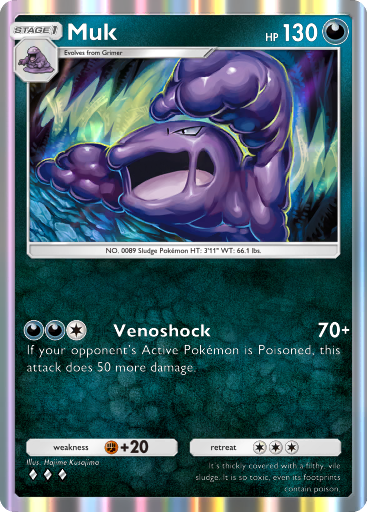 STAGE 1
Muk
HP 130
Evolves from Grimer
NO. 0089 Sludge Pokémon HT: 3'11" WT: 66.1 lbs.
Venoshock 70+
If your opponent's Active Pokémon is Poisoned, this
attack does 50 more damage.
weakness +20 retreat
Illus. Hajime Kusajima
It's thickly covered with a filthy, vile
sludge. It is so toxic, even its footprints
contain poison.